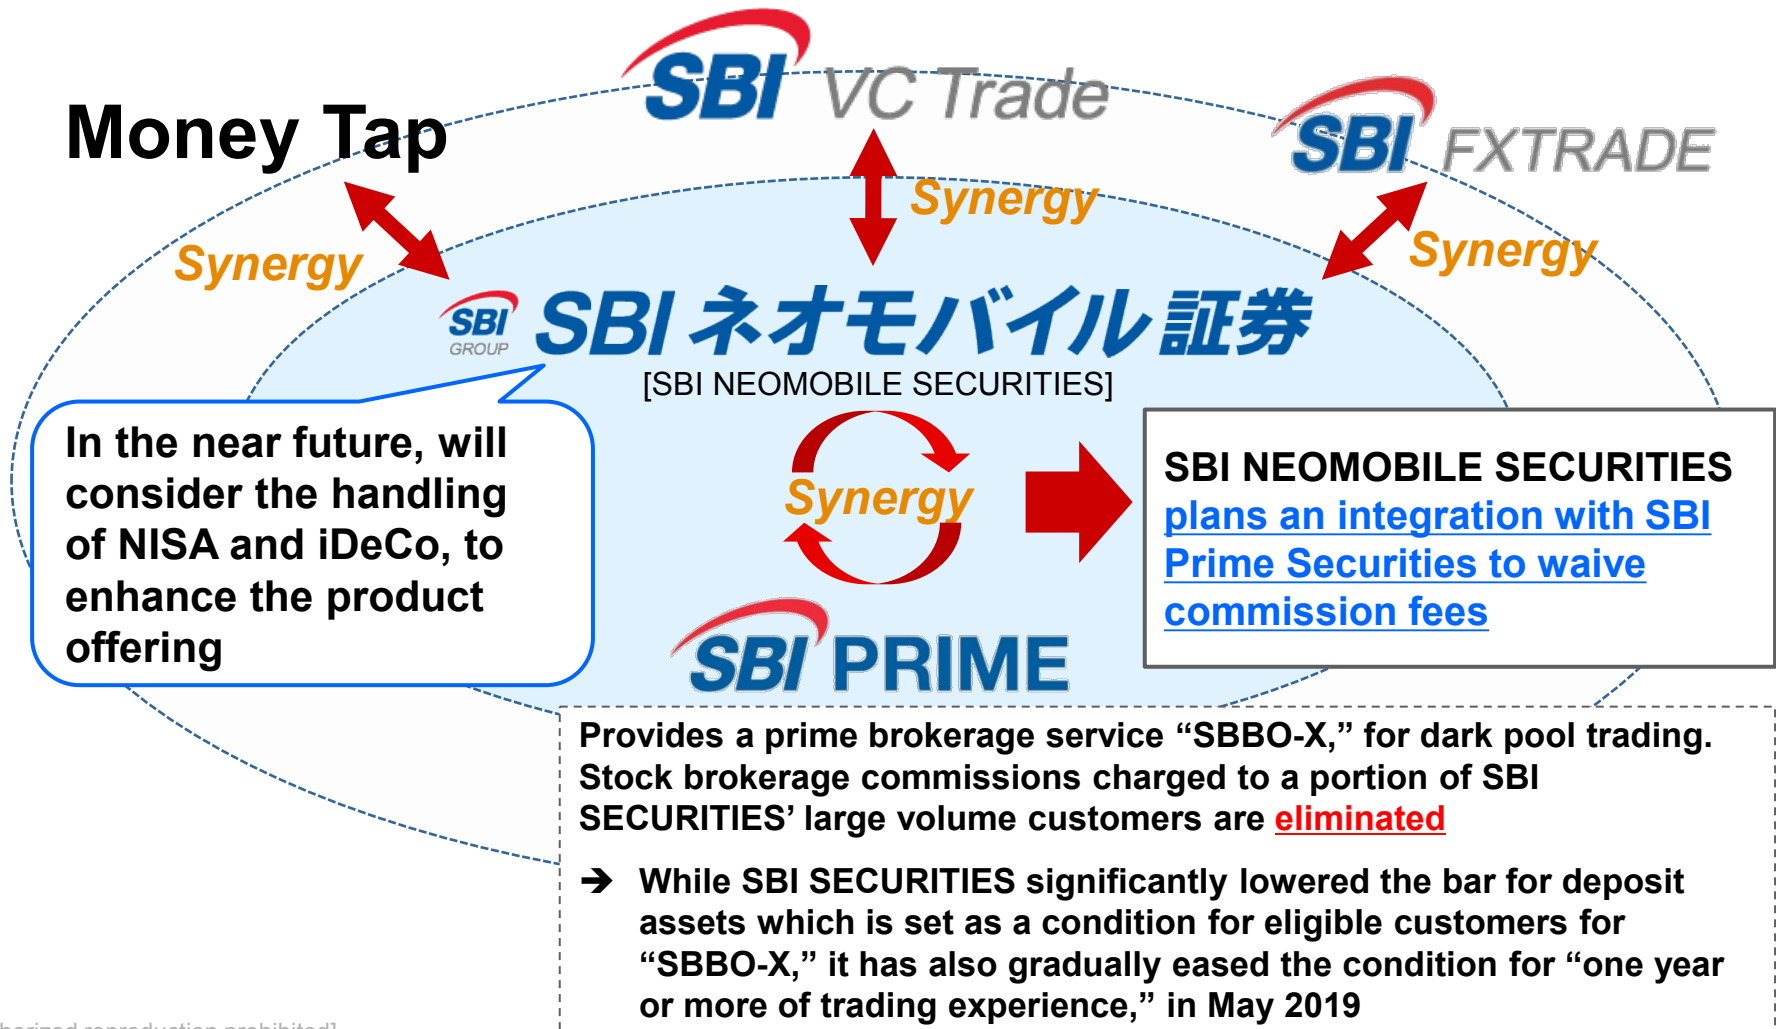 SBI VC Trade
Money Tap
SBI FXTRADE
Synergy
Synergy
Synergy
SBI GROUP
SBI ネオモバイル証券
[SBI NEOMOBILE SECURITIES]
In the near future, will
consider the handling
of NISA and iDeCo, to
enhance the product
offering
Synergy
SBI NEOMOBILE SECURITIES
plans an integration with SBI
Prime Securities to waive
commission fees
SBI PRIME
Provides a prime brokerage service “SBBO-X,” for dark pool trading.
Stock brokerage commissions charged to a portion of SBI
SECURITIES’ large volume customers are eliminated
➔ While SBI SECURITIES significantly lowered the bar for deposit
assets which is set as a condition for eligible customers for
“SBBO-X,” it has also gradually eased the condition for “one year
or more of trading experience,” in May 2019